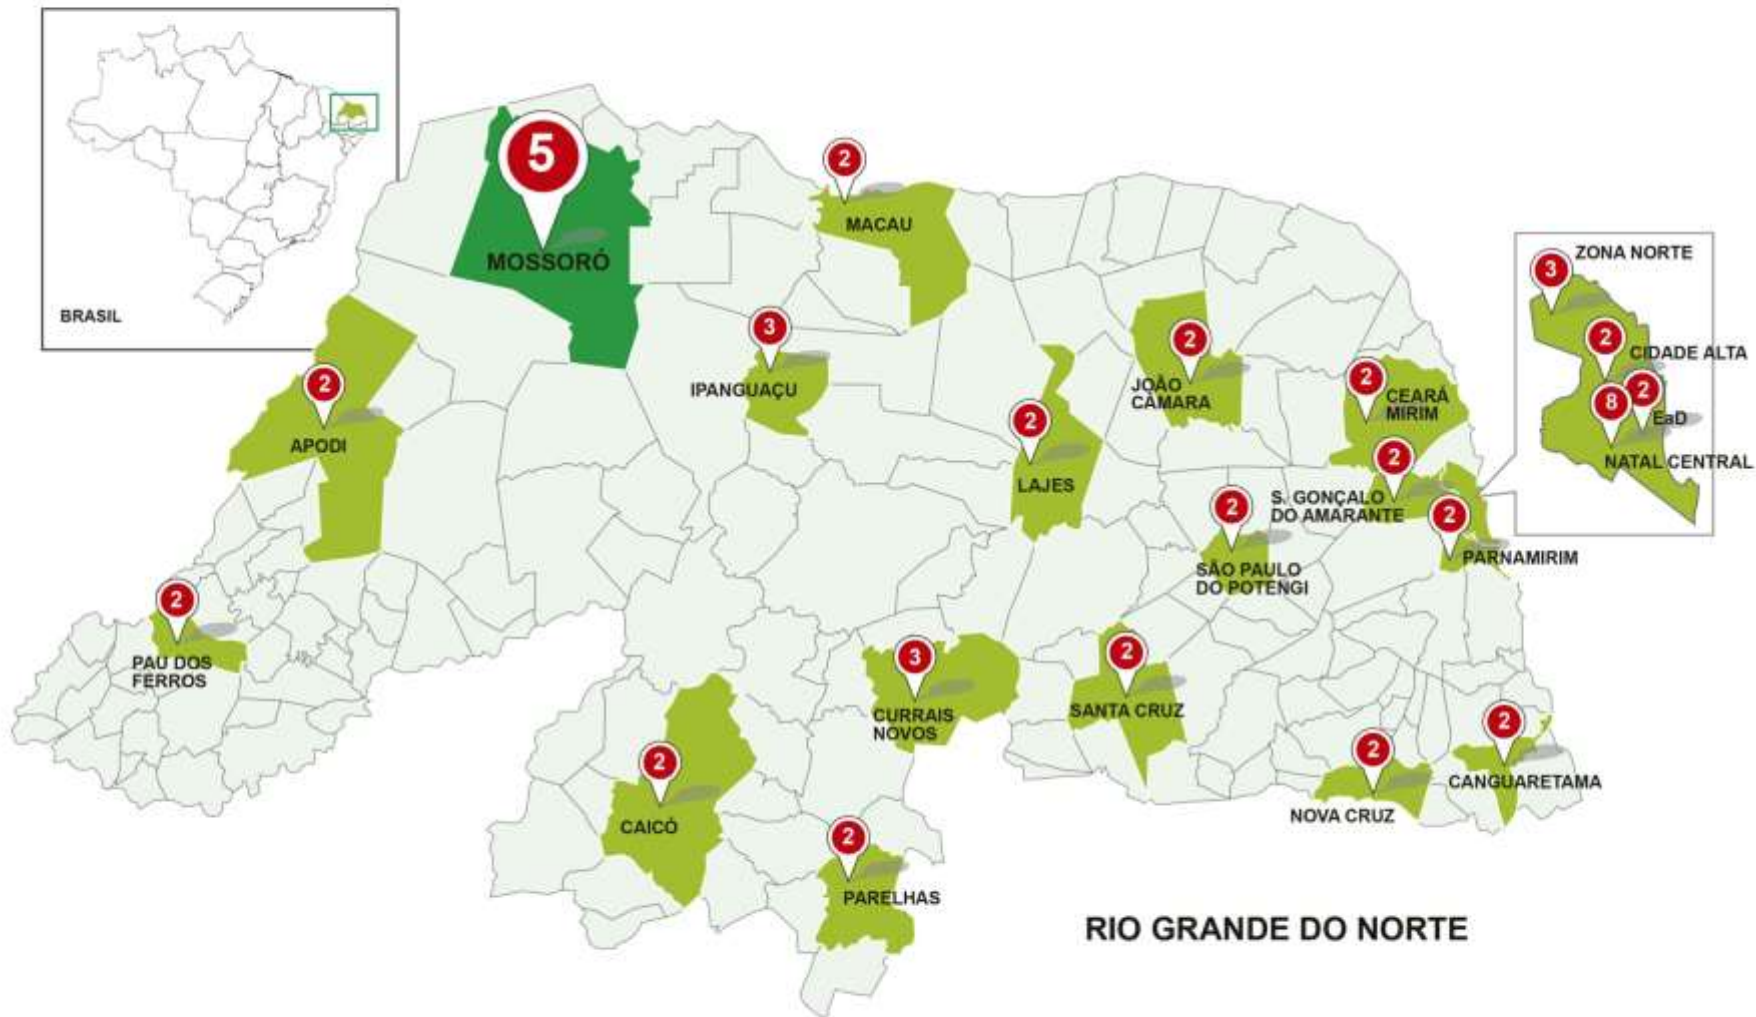 BRASIL
5
MOSSORÓ
2
MACAU
3
IPANGUAÇU
2
APODI
2
JOÃO
CÂMARA
2
CEARÁ
MIRIM
2
LAJES
2
S. GONÇALO
DO AMARANTE
2
PARNAMIRIM
2
SÃO PAULO
DO POTENGI
3
ZONA NORTE
2
CIDADE ALTA
2
EaD
8
NATAL CENTRAL
2
PAU DOS
FERROS
3
CURRAIS
NOVOS
2
SANTA CRUZ
2
CAICÓ
2
PARELHAS
2
NOVA CRUZ
2
CANGUARETAMA
RIO GRANDE DO NORTE